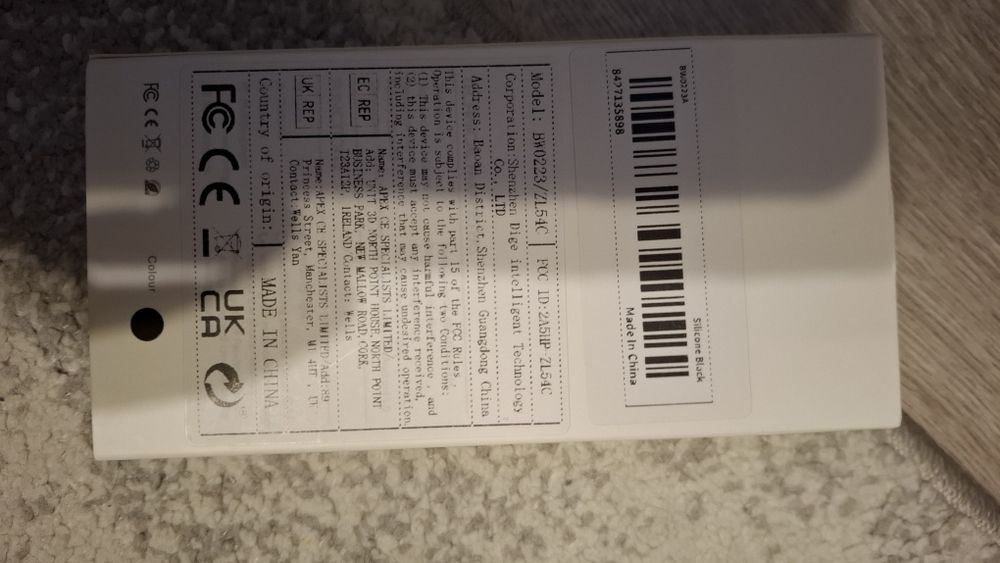 BW0223A
8427135898
Silicone Black
Made In China
Model: BW0223/ZL54C FCC ID:2A5HP-ZL54C
Corporation:Shenzhen Dige intelligent Technology
Co., LTD
Address: Baoan District,Shenzhen Guangdong China
This device complies with part 15 of the FCC Rules .
Operation is subject to the following two Conditions:
(1) This device may not cause harmful interference , and
(2) this device must accept any interference received,
including interference that may cause undesired operation
EC REP
Name: APEX CE SPECIALISTS LIMITED/
Add: UNIT 3D NORTH POINT HOUSE, NORTH POINT
BUSINESS PARK, NEW MALLOW ROAD,CORK,
T23AT2P, IRELAND Contact: Wells
UK REP
Name:APEX CE SPECIALISTS LIMITED/Add:89
Princess Street, Manchester, M1 4HT ,
Contact:Wells Yan
Country of origin: MADE IN CHINA
FC CE UK CA
FC CE
Colour